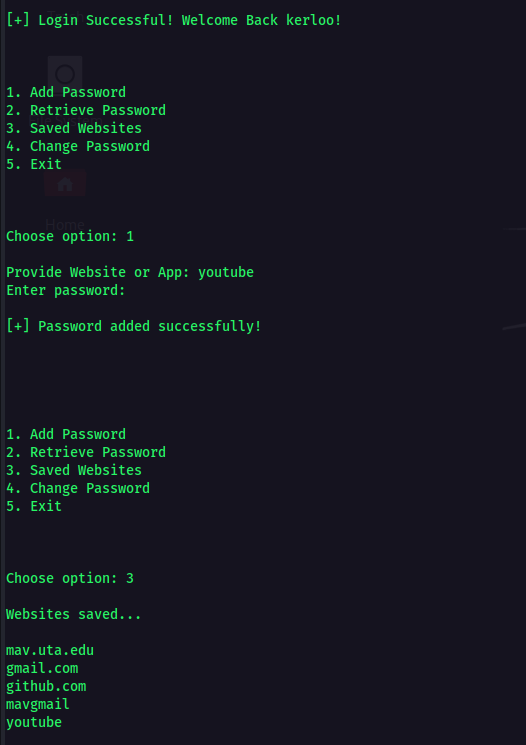 [+] Login Successful! Welcome Back kerloo!
1. Add Password
2. Retrieve Password
3. Saved Websites
4. Change Password
5. Exit
Home
Choose option: 1
Provide Website or App: youtube
Enter password:
[+] Password added successfully!
1. Add Password
2. Retrieve Password
3. Saved Websites
4. Change Password
5. Exit
Choose option: 3
Websites saved...
mav.uta.edu
gmail.com
github.com
mavgmail
youtube